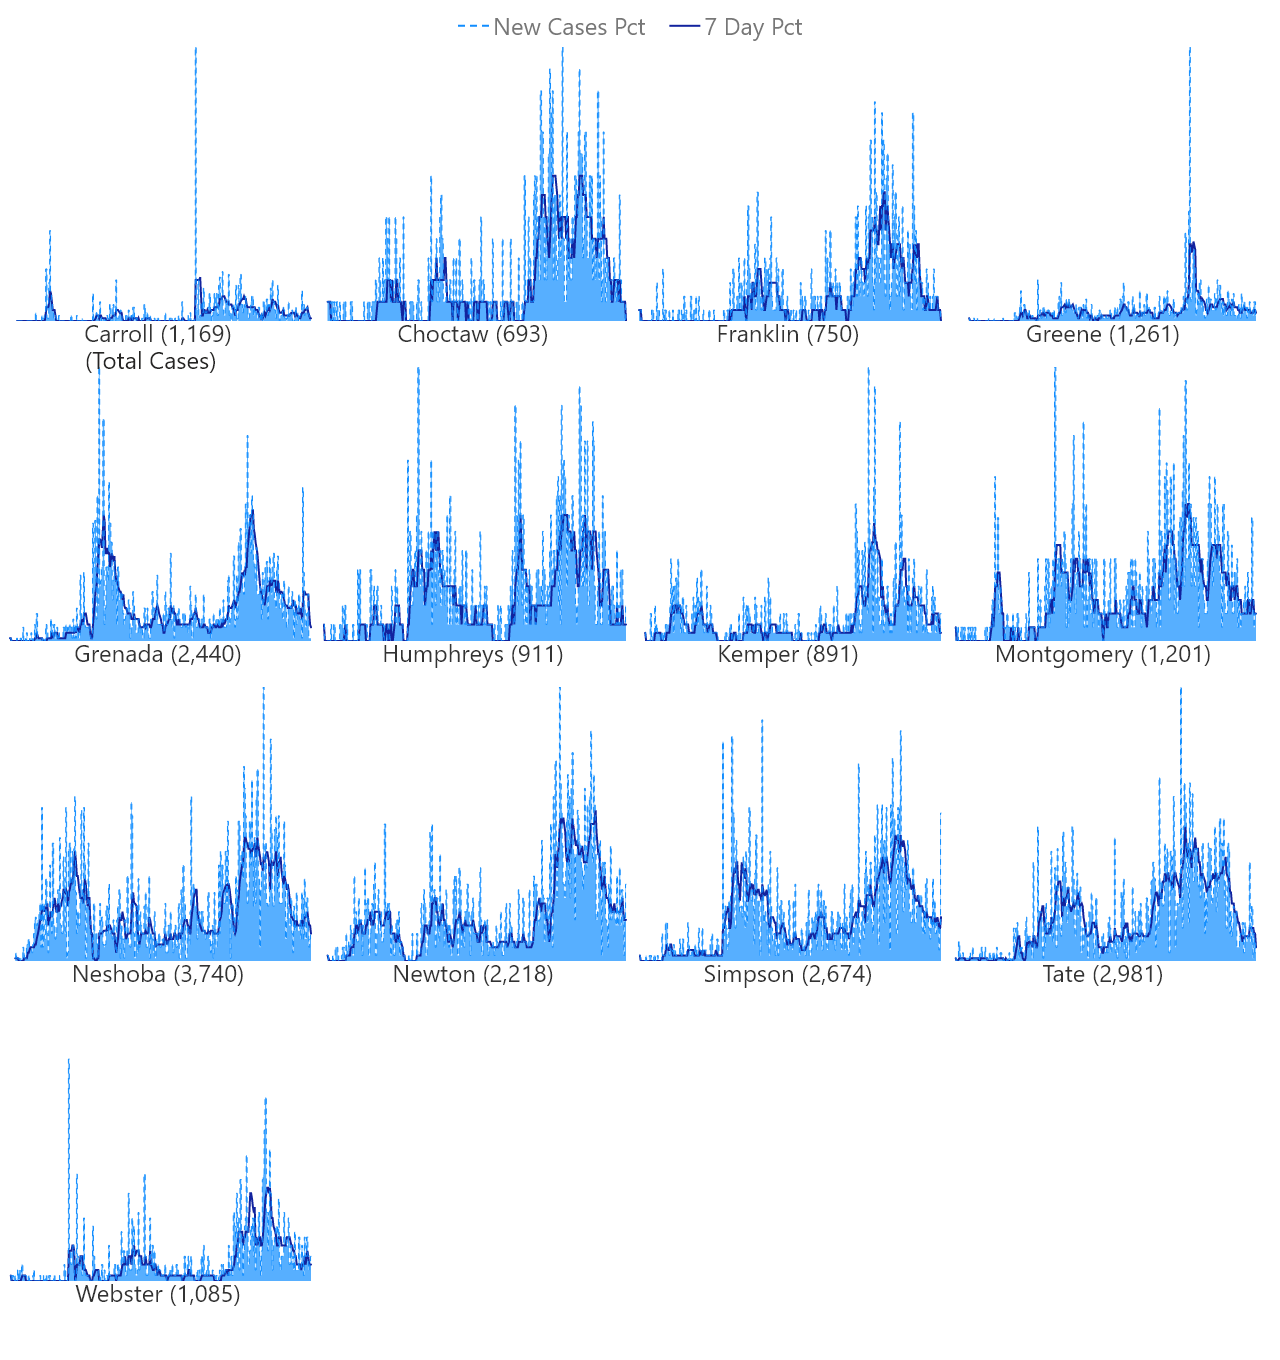 New Cases Pct 7 Day Pct
Carroll (1,169) Choctaw (693) Franklin (750) Greene (1,261)
(Total Cases)
Grenada (2,440) Humphreys (911) Kemper (891) Montgomery (1,201)
Neshoba (3,740) Newton (2,218) Simpson (2,674) Tate (2,981)
Webster (1,085)